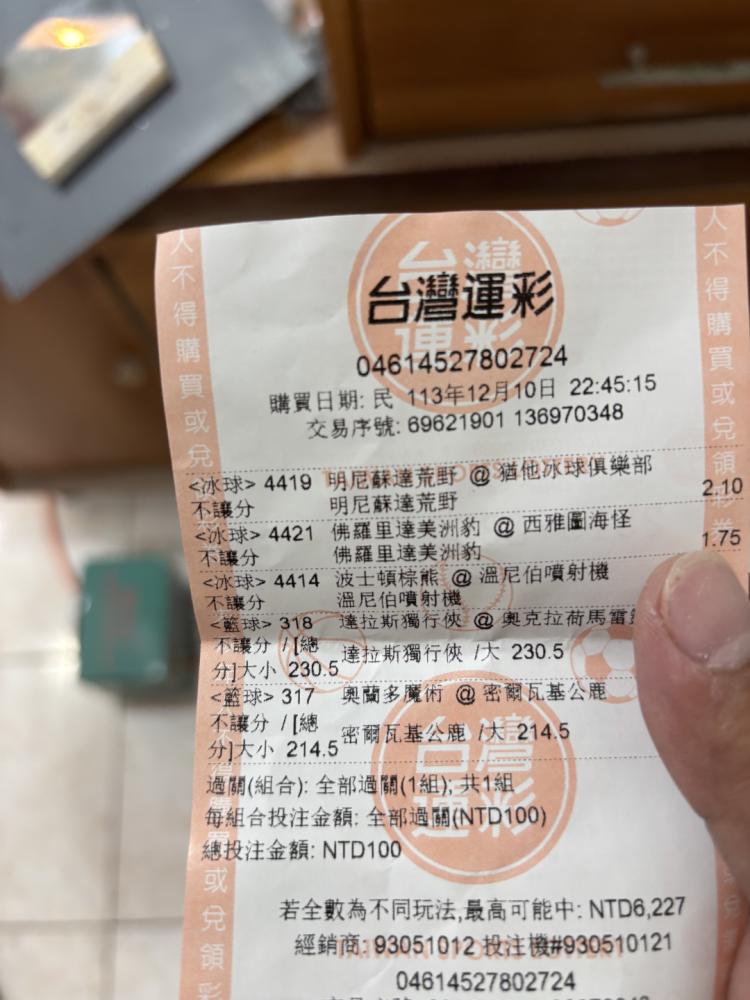 台灣運彩
04614527802724
購買日期: 民 113年12月10日 22:45:15
交易序號: 69621901 136970348
<冰球> 4419 明尼蘇達荒野 @ 猶他冰球俱樂部
不讓分 明尼蘇達荒野 2.10
<冰球> 4421 佛羅里達美洲豹 @ 西雅圖海怪
不讓分 佛羅里達美洲豹 1.75
<冰球> 4414 波士頓棕熊 @ 溫尼伯噴射機
不讓分 溫尼伯噴射機
<籃球> 318 達拉斯獨行俠 @ 奧克拉荷馬雷
不讓分 / [總
分]大小 230.5 達拉斯獨行俠 /大 230.5
<籃球> 317 奧蘭多魔術 @ 密爾瓦基公鹿
不讓分 / [總
分]大小 214.5 密爾瓦基公鹿 /大 214.5
過關(組合): 全部過關(1組); 共1組
每組合投注金額: 全部過關(NTD100)
總投注金額: NTD100
若全數為不同玩法,最高可能中: NTD6,227
經銷商: 93051012 投注機#930510121
04614527802724
人不得購買或兌
人不得購買或兌領彩券
或兌領彩
台灣運彩
台灣運彩